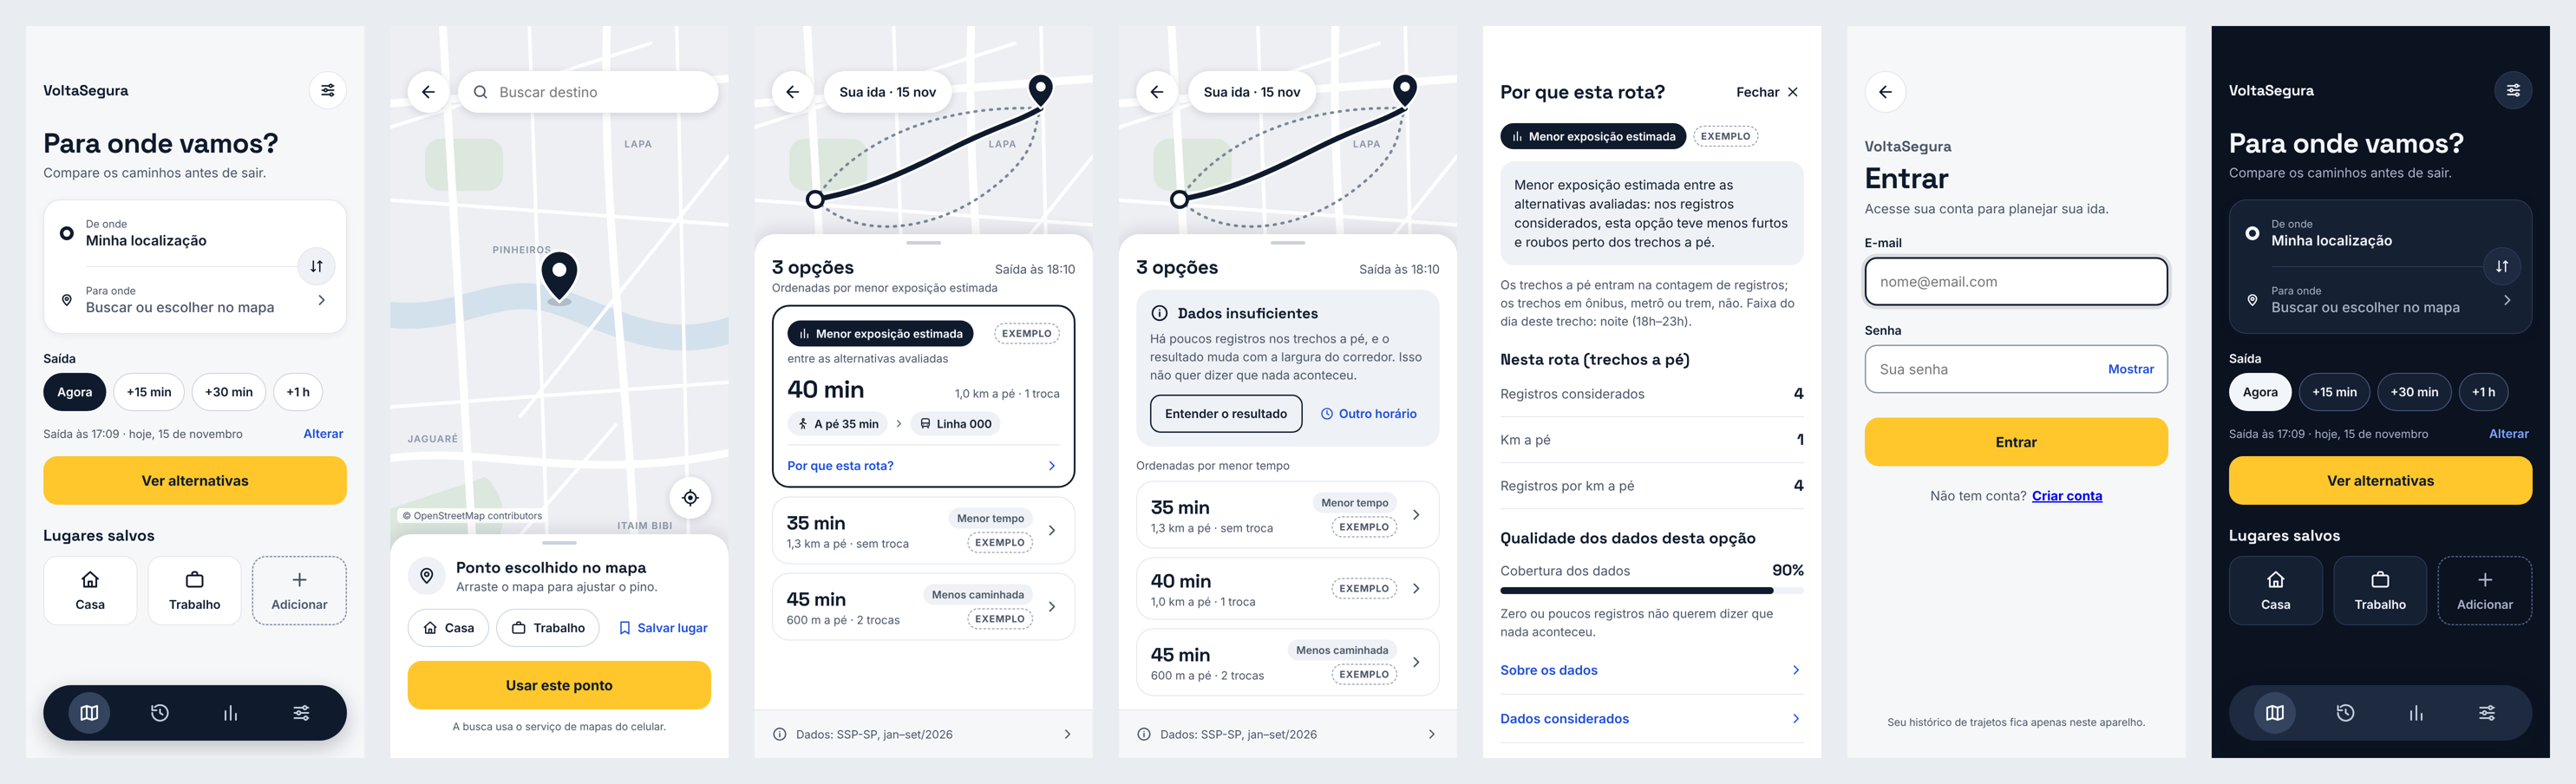 VoltaSegura
Para onde vamos?
Compare os caminhos antes de sair.
De onde
Minha localização
Para onde
Buscar ou escolher no mapa
Saída
Agora
+15 min
+30 min
+1 h
Saída às 17:09 · hoje, 15 de novembro
Alterar
Ver alternativas
Lugares salvos
Casa
Trabalho
Adicionar
Buscar destino
LAPA
PINHEIROS
JAGUARÉ
© OpenStreetMap contributors
ITAIM BIBI
Ponto escolhido no mapa
Arraste o mapa para ajustar o pino.
Casa
Trabalho
Salvar lugar
Usar este ponto
A busca usa o serviço de mapas do celular.
Sua ida · 15 nov
LAPA
3 opções
Saída às 18:10
Ordenadas por menor exposição estimada
Menor exposição estimada
EXEMPLO
entre as alternativas avaliadas
40 min
1,0 km a pé · 1 troca
A pé 35 min
Linha 000
Por que esta rota?
35 min
Menor tempo
1,3 km a pé · sem troca
EXEMPLO
45 min
Menos caminhada
600 m a pé · 2 trocas
EXEMPLO
Dados: SSP-SP, jan–set/2026
Sua ida · 15 nov
LAPA
3 opções
Saída às 18:10
Dados insuficientes
Há poucos registros nos trechos a pé, e o
resultado muda com a largura do corredor. Isso
não quer dizer que nada aconteceu.
Entender o resultado
Outro horário
Ordenadas por menor tempo
35 min
Menor tempo
1,3 km a pé · sem troca
EXEMPLO
40 min
1,0 km a pé · 1 troca
EXEMPLO
45 min
Menos caminhada
600 m a pé · 2 trocas
EXEMPLO
Dados: SSP-SP, jan–set/2026
Por que esta rota?
Fechar
Menor exposição estimada
EXEMPLO
Menor exposição estimada entre as
alternativas avaliadas: nos registros
considerados, esta opção teve menos furtos
e roubos perto dos trechos a pé.
Os trechos a pé entram na contagem de registros;
os trechos em ônibus, metrô ou trem, não. Faixa do
dia deste trecho: noite (18h–23h).
Nesta rota (trechos a pé)
Registros considerados
4
Km a pé
1
Registros por km a pé
4
Qualidade dos dados desta opção
Cobertura dos dados
90%
Zero ou poucos registros não querem dizer que
nada aconteceu.
Sobre os dados
Dados considerados
VoltaSegura
Entrar
Acesse sua conta para planejar sua ida.
E-mail
nome@email.com
Senha
Sua senha
Mostrar
Entrar
Não tem conta? Criar conta
Seu histórico de trajetos fica apenas neste aparelho.
VoltaSegura
Para onde vamos?
Compare os caminhos antes de sair.
De onde
Minha localização
Para onde
Buscar ou escolher no mapa
Saída
Agora
+15 min
+30 min
+1 h
Saída às 17:09 · hoje, 15 de novembro
Alterar
Ver alternativas
Lugares salvos
Casa
Trabalho
Adicionar